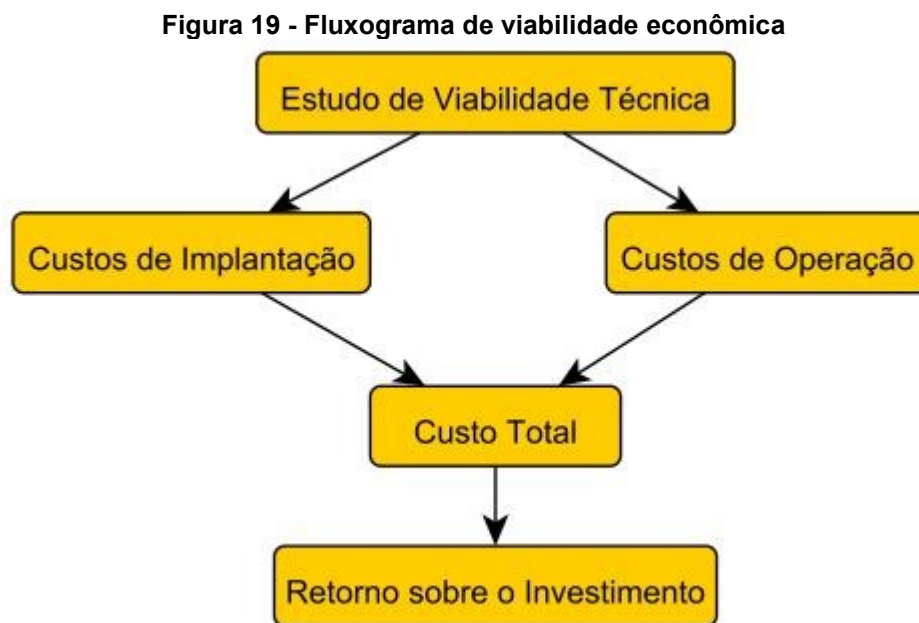 Figura 19 - Fluxograma de viabilidade econômica
Estudo de Viabilidade Técnica
Custos de Implantação
Custos de Operação
Custo Total
Retorno sobre o Investimento